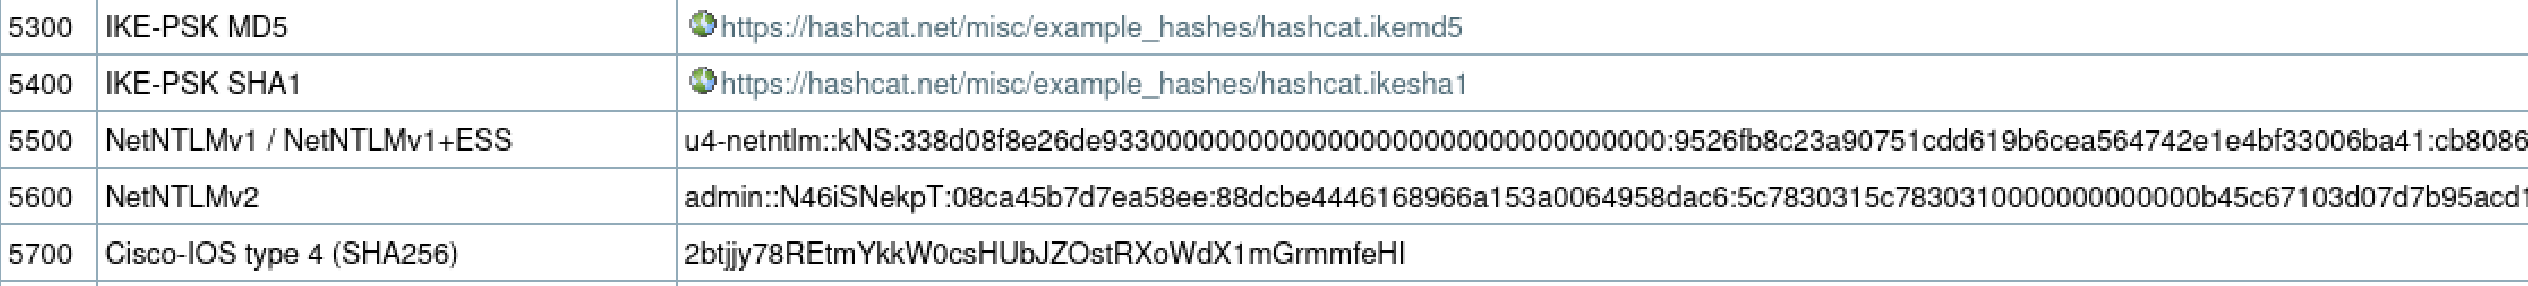 5300 IKE-PSK MD5 https://hashcat.net/misc/example_hashes/hashcat.ikemd5
5400 IKE-PSK SHA1 https://hashcat.net/misc/example_hashes/hashcat.ikesha1
5500 NetNTLMv1 / NetNTLMv1+ESS u4-netntlm::kNS:338d08f8e26de93300000000000000000000000000000000:9526fb8c23a90751cdd619b6cea564742e1e4bf33006ba41:cb8086
5600 NetNTLMv2 admin::N46iSNekpT:08ca45b7d7ea58ee:88dcbe4446168966a153a0064958dac6:5c7830315c7830310000000000000b45c67103d07d7b95acd1
5700 Cisco-IOS type 4 (SHA256) 2btjjy78REtmYkkW0csHUbJZOstRXoWdX1mGrmmfeHI